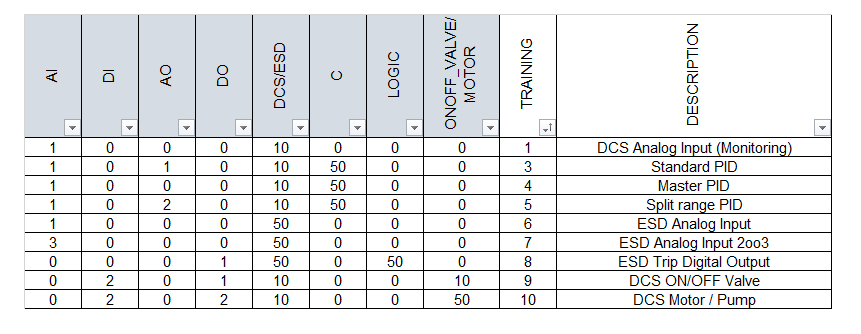 AI DI AO DO DCS/ESD C LOGIC ONOFF_VALVE/ MOTOR TRAINING DESCRIPTION
1 0 0 0 10 0 0 0 1 DCS Analog Input (Monitoring)
1 0 1 0 10 50 0 0 3 Standard PID
1 0 0 0 10 50 0 0 4 Master PID
1 0 2 0 10 50 0 0 5 Split range PID
1 0 0 0 50 0 0 0 6 ESD Analog Input
3 0 0 0 50 0 0 0 7 ESD Analog Input 2oo3
0 0 0 1 50 0 50 0 8 ESD Trip Digital Output
0 2 0 1 10 0 0 10 9 DCS ON/OFF Valve
0 2 0 2 10 0 0 50 10 DCS Motor / Pump